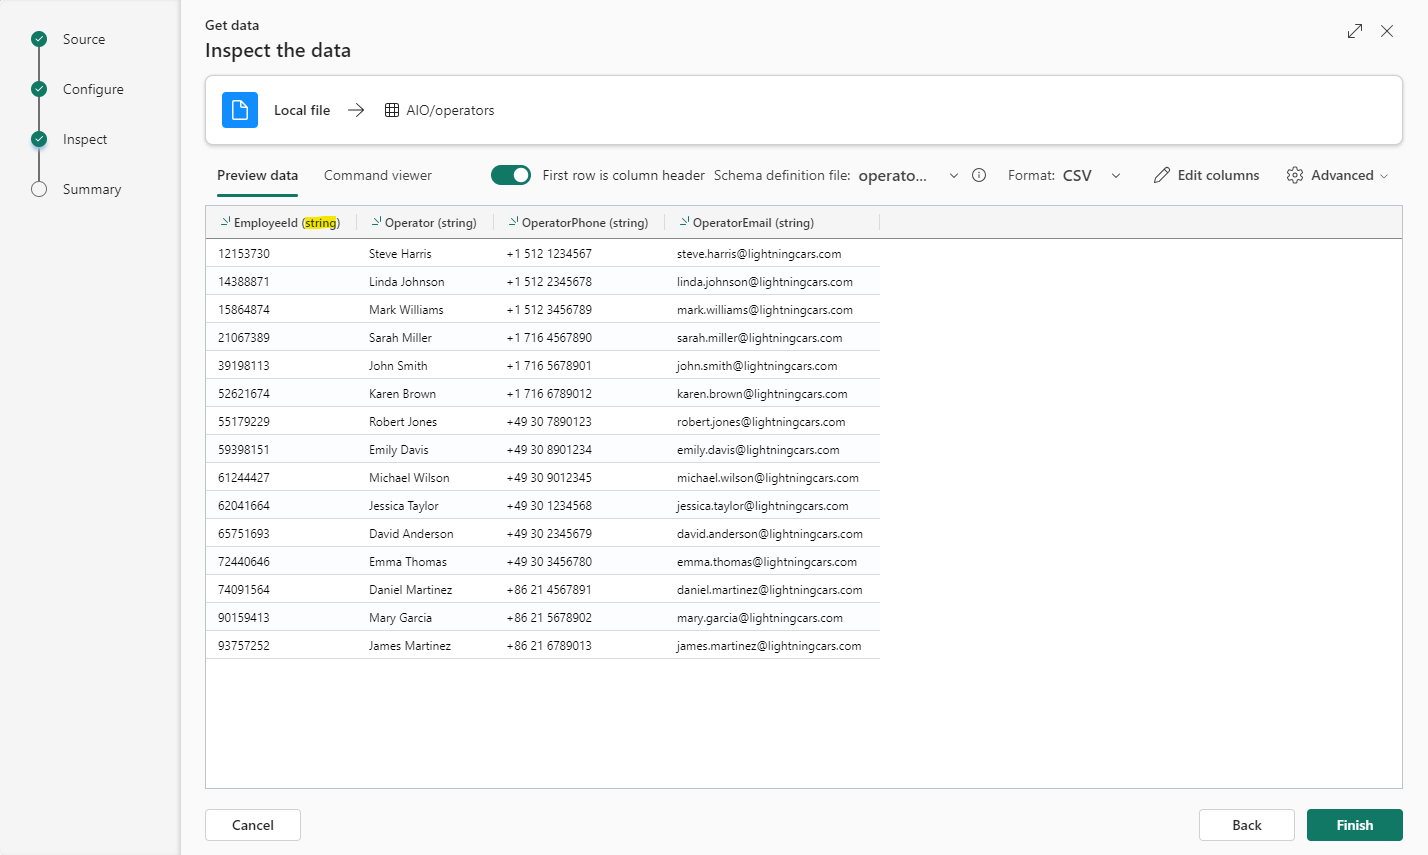 Source
Configure
Inspect
Summary
Get data
Inspect the data
Local file AIO/operators
Preview data Command viewer First row is column header Schema definition file: operato... Format: CSV Edit columns Advanced
EmployeeId (string) Operator (string) OperatorPhone (string) OperatorEmail (string)
12153730 Steve Harris +1 512 1234567 steve.harris@lightningcars.com
14388871 Linda Johnson +1 512 2345678 linda.johnson@lightningcars.com
15864874 Mark Williams +1 512 3456789 mark.williams@lightningcars.com
21067389 Sarah Miller +1 716 4567890 sarah.miller@lightningcars.com
39198113 John Smith +1 716 5678901 john.smith@lightningcars.com
52621674 Karen Brown +1 716 6789012 karen.brown@lightningcars.com
55179229 Robert Jones +49 30 7890123 robert.jones@lightningcars.com
59398151 Emily Davis +49 30 8901234 emily.davis@lightningcars.com
61244427 Michael Wilson +49 30 9012345 michael.wilson@lightningcars.com
62041664 Jessica Taylor +49 30 1234568 jessica.taylor@lightningcars.com
65751693 David Anderson +49 30 2345679 david.anderson@lightningcars.com
72440646 Emma Thomas +49 30 3456780 emma.thomas@lightningcars.com
74091564 Daniel Martinez +86 21 4567891 daniel.martinez@lightningcars.com
90159413 Mary Garcia +86 21 5678902 mary.garcia@lightningcars.com
93757252 James Martinez +86 21 6789013 james.martinez@lightningcars.com
Cancel Back Finish